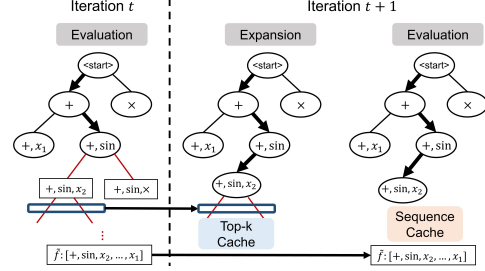 Iteration t
Iteration t + 1
Evaluation
Expansion
Evaluation
<start>
<start>
<start>
+
×
+
×
+
×
+, x₁
+, sin
+, x₁
+, sin
+, x₁
+, sin
+, sin, x₂
+, sin,×
+, sin, x₂
+, sin, x₂
Top-k
Cache
Sequence
Cache
⋮
f̃: [+, sin, x₂, …, x₁]
f̃: [+, sin, x₂, …, x₁]